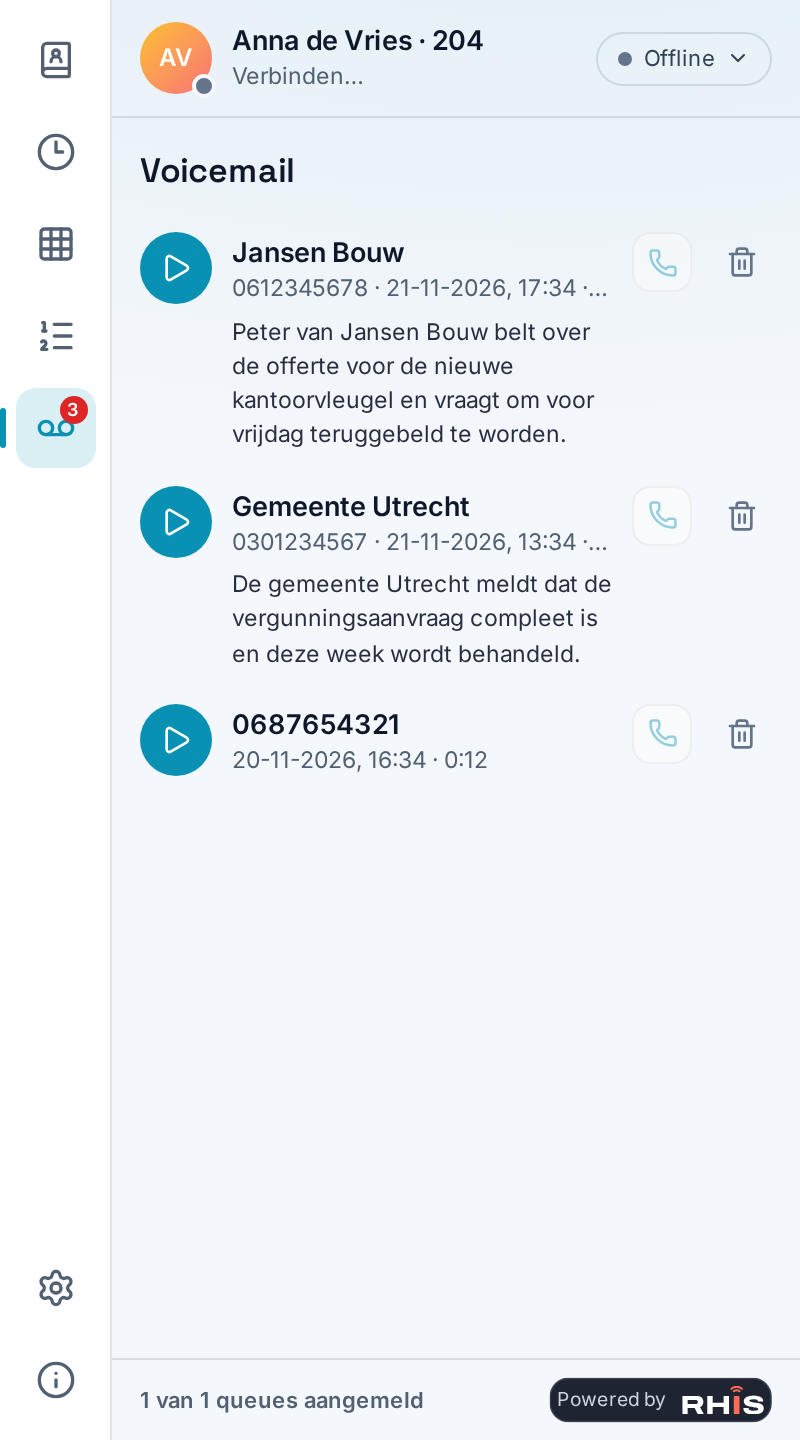 AV
Anna de Vries · 204
Verbinden...
Offline
Voicemail
3
Jansen Bouw
0612345678 · 21-11-2026, 17:34 ·...
Peter van Jansen Bouw belt over
de offerte voor de nieuwe
kantoorvleugel en vraagt om voor
vrijdag teruggebeld te worden.
Gemeente Utrecht
0301234567 · 21-11-2026, 13:34 ·...
De gemeente Utrecht meldt dat de
vergunningsaanvraag compleet is
en deze week wordt behandeld.
0687654321
20-11-2026, 16:34 · 0:12
1 van 1 queues aangemeld
Powered by RHiS